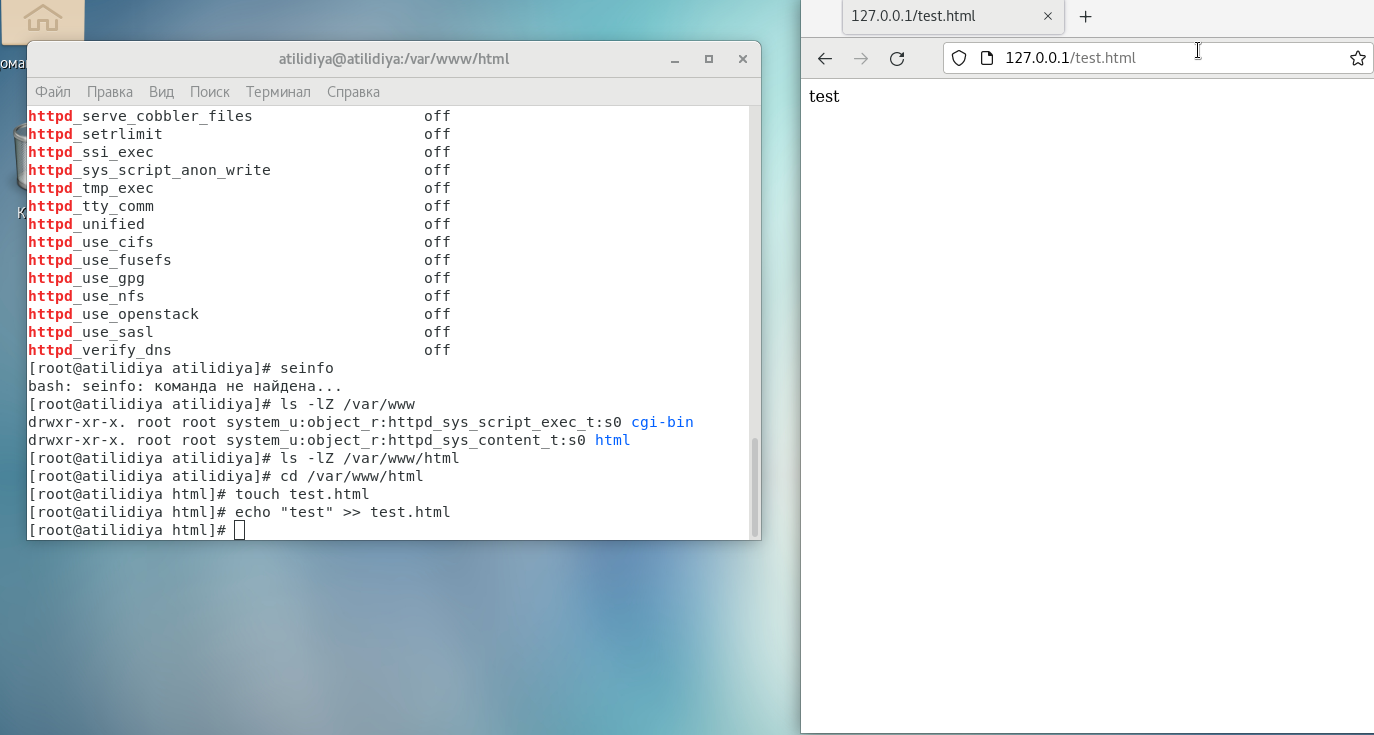 atilidiya@atilidiya:/var/www/html
Файл Правка Вид Поиск Терминал Справка
httpd_serve_cobbler_files off
httpd_setrlimit off
httpd_ssi_exec off
httpd_sys_script_anon_write off
httpd_tmp_exec off
httpd_tty_comm off
httpd_unified off
httpd_use_cifs off
httpd_use_fusefs off
httpd_use_gpg off
httpd_use_nfs off
httpd_use_openstack off
httpd_use_sasl off
httpd_verify_dns off
[root@atilidiya atilidiya]# seinfo
bash: seinfo: команда не найдена...
[root@atilidiya atilidiya]# ls -lZ /var/www
drwxr-xr-x. root root system_u:object_r:httpd_sys_script_exec_t:s0 cgi-bin
drwxr-xr-x. root root system_u:object_r:httpd_sys_content_t:s0 html
[root@atilidiya atilidiya]# ls -lZ /var/www/html
[root@atilidiya atilidiya]# cd /var/www/html
[root@atilidiya html]# touch test.html
[root@atilidiya html]# echo "test" >> test.html
[root@atilidiya html]#
127.0.0.1/test.html
127.0.0.1/test.html
test